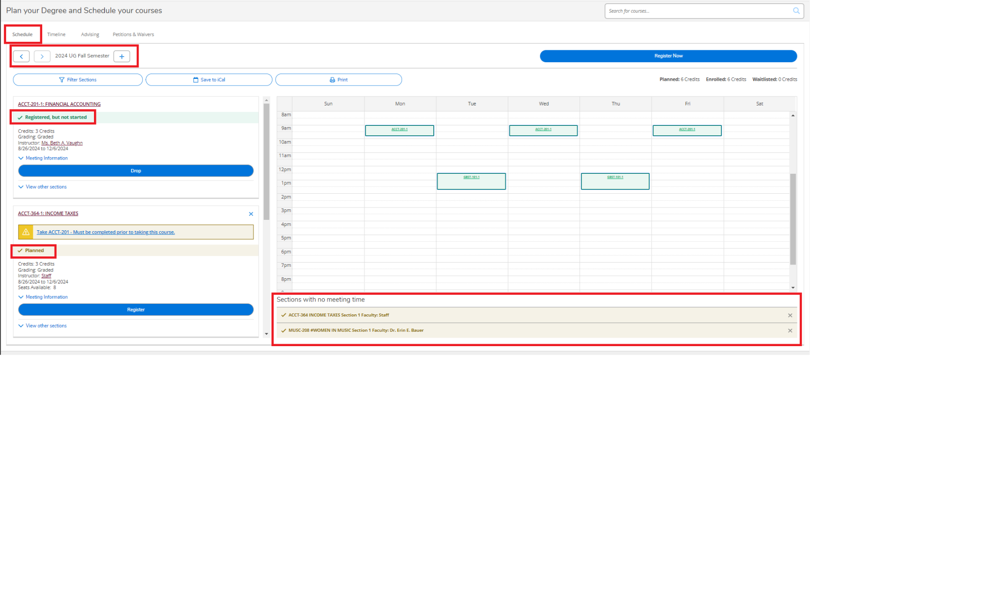 Plan your Degree and Schedule your courses
Search for courses...
Schedule Timeline Advising Petitions & Waivers
2024 UG Fall Semester
Register Now
Filter Sections Save to iCal Print
Planned: 6 Credits Enrolled: 6 Credits Waitlisted: 0 Credits
ACCT-201-1: FINANCIAL ACCOUNTING
Registered, but not started
Credits: 3 Credits
Grading: Graded
Instructor: Ms. Beth A. Vaughn
8/26/2024 to 12/6/2024
Meeting Information
Drop
View other sections
ACCT-364-1: INCOME TAXES
Take ACCT-201 - Must be completed prior to taking this course.
Planned
Credits: 3 Credits
Grading: Graded
Instructor: Staff
8/26/2024 to 12/6/2024
Seats Available: 8
Meeting Information
Register
View other sections
Sun Mon Tue Wed Thu Fri Sat
8am
9am ACCT-201-1 ACCT-201-1 ACCT-201-1
10am
11am
12pm
GBST-101-1 GBST-101-1
1pm
2pm
3pm
4pm
5pm
6pm
7pm
8pm
Sections with no meeting time
ACCT-364 INCOME TAXES Section 1 Faculty: Staff
MUSC-208 #WOMEN IN MUSIC Section 1 Faculty: Dr. Erin E. Bauer